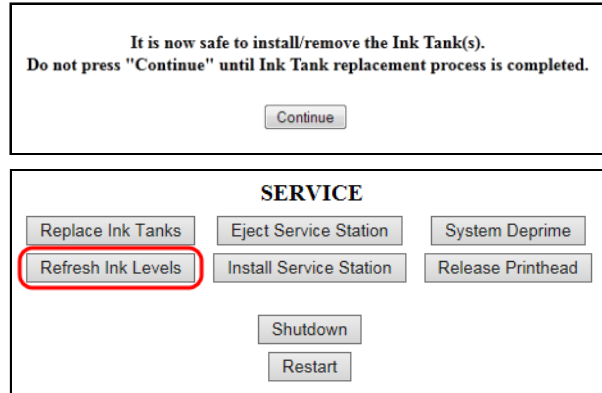 It is now safe to install/remove the Ink Tank(s).
Do not press "Continue" until Ink Tank replacement process is completed.
Continue
SERVICE
Replace Ink Tanks Eject Service Station System Deprime
Refresh Ink Levels Install Service Station Release Printhead
Shutdown
Restart